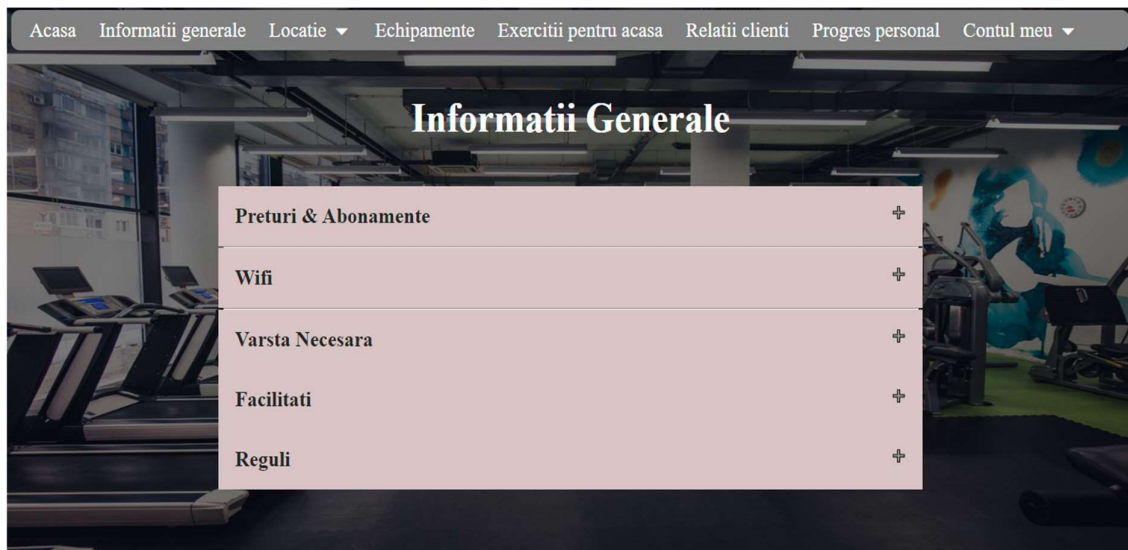 Acasa Informatii generale Locatie Echipamente Exercitii pentru acasa Relatii clienti Progres personal Contul meu
Informatii Generale
Preturi & Abonamente
Wifi
Varsta Necesara
Facilitati
Reguli